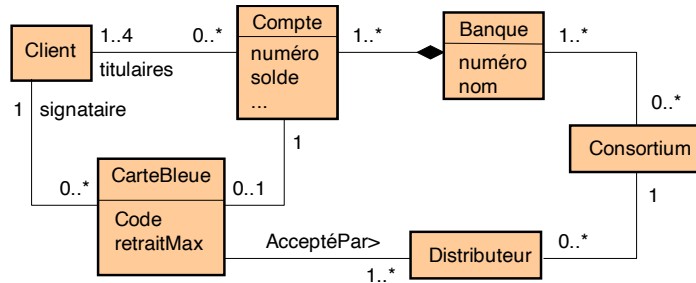 Client
1..4
titulaires
0..*
Compte
numéro
solde
...
1..*
Banque
numéro
nom
1..*
0..*
Consortium
1
1
signataire
0..*
CarteBleue
Code
retraitMax
1
0..1
AcceptéPar>
1..*
Distributeur
0..*